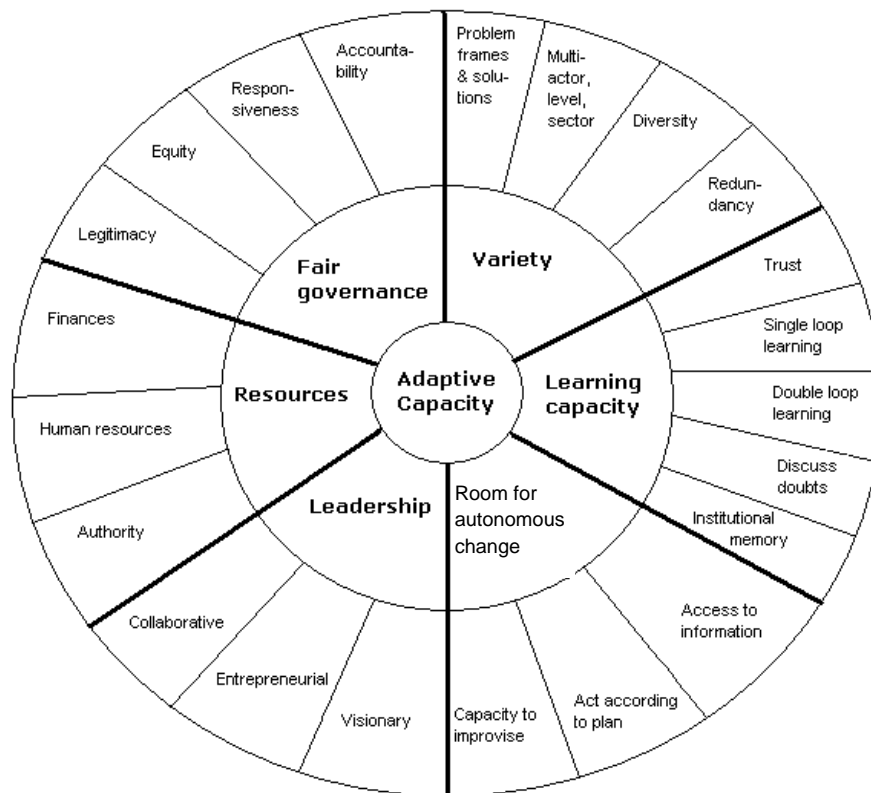 Problem
frames
& solu-
tions
Multi-
actor,
level,
sector
Diversity
Redun-
dancy
Trust
Single loop
learning
Double loop
learning
Discuss
doubts
Institutional
memory
Access to
information
Act according
to plan
Capacity to
improvise
Visionary
Entrepreneurial
Collaborative
Authority
Human resources
Finances
Legitimacy
Equity
Respon-
siveness
Accounta-
bility
Variety
Learning
capacity
Room for
autonomous
change
Leadership
Resources
Fair
governance
Adaptive
Capacity